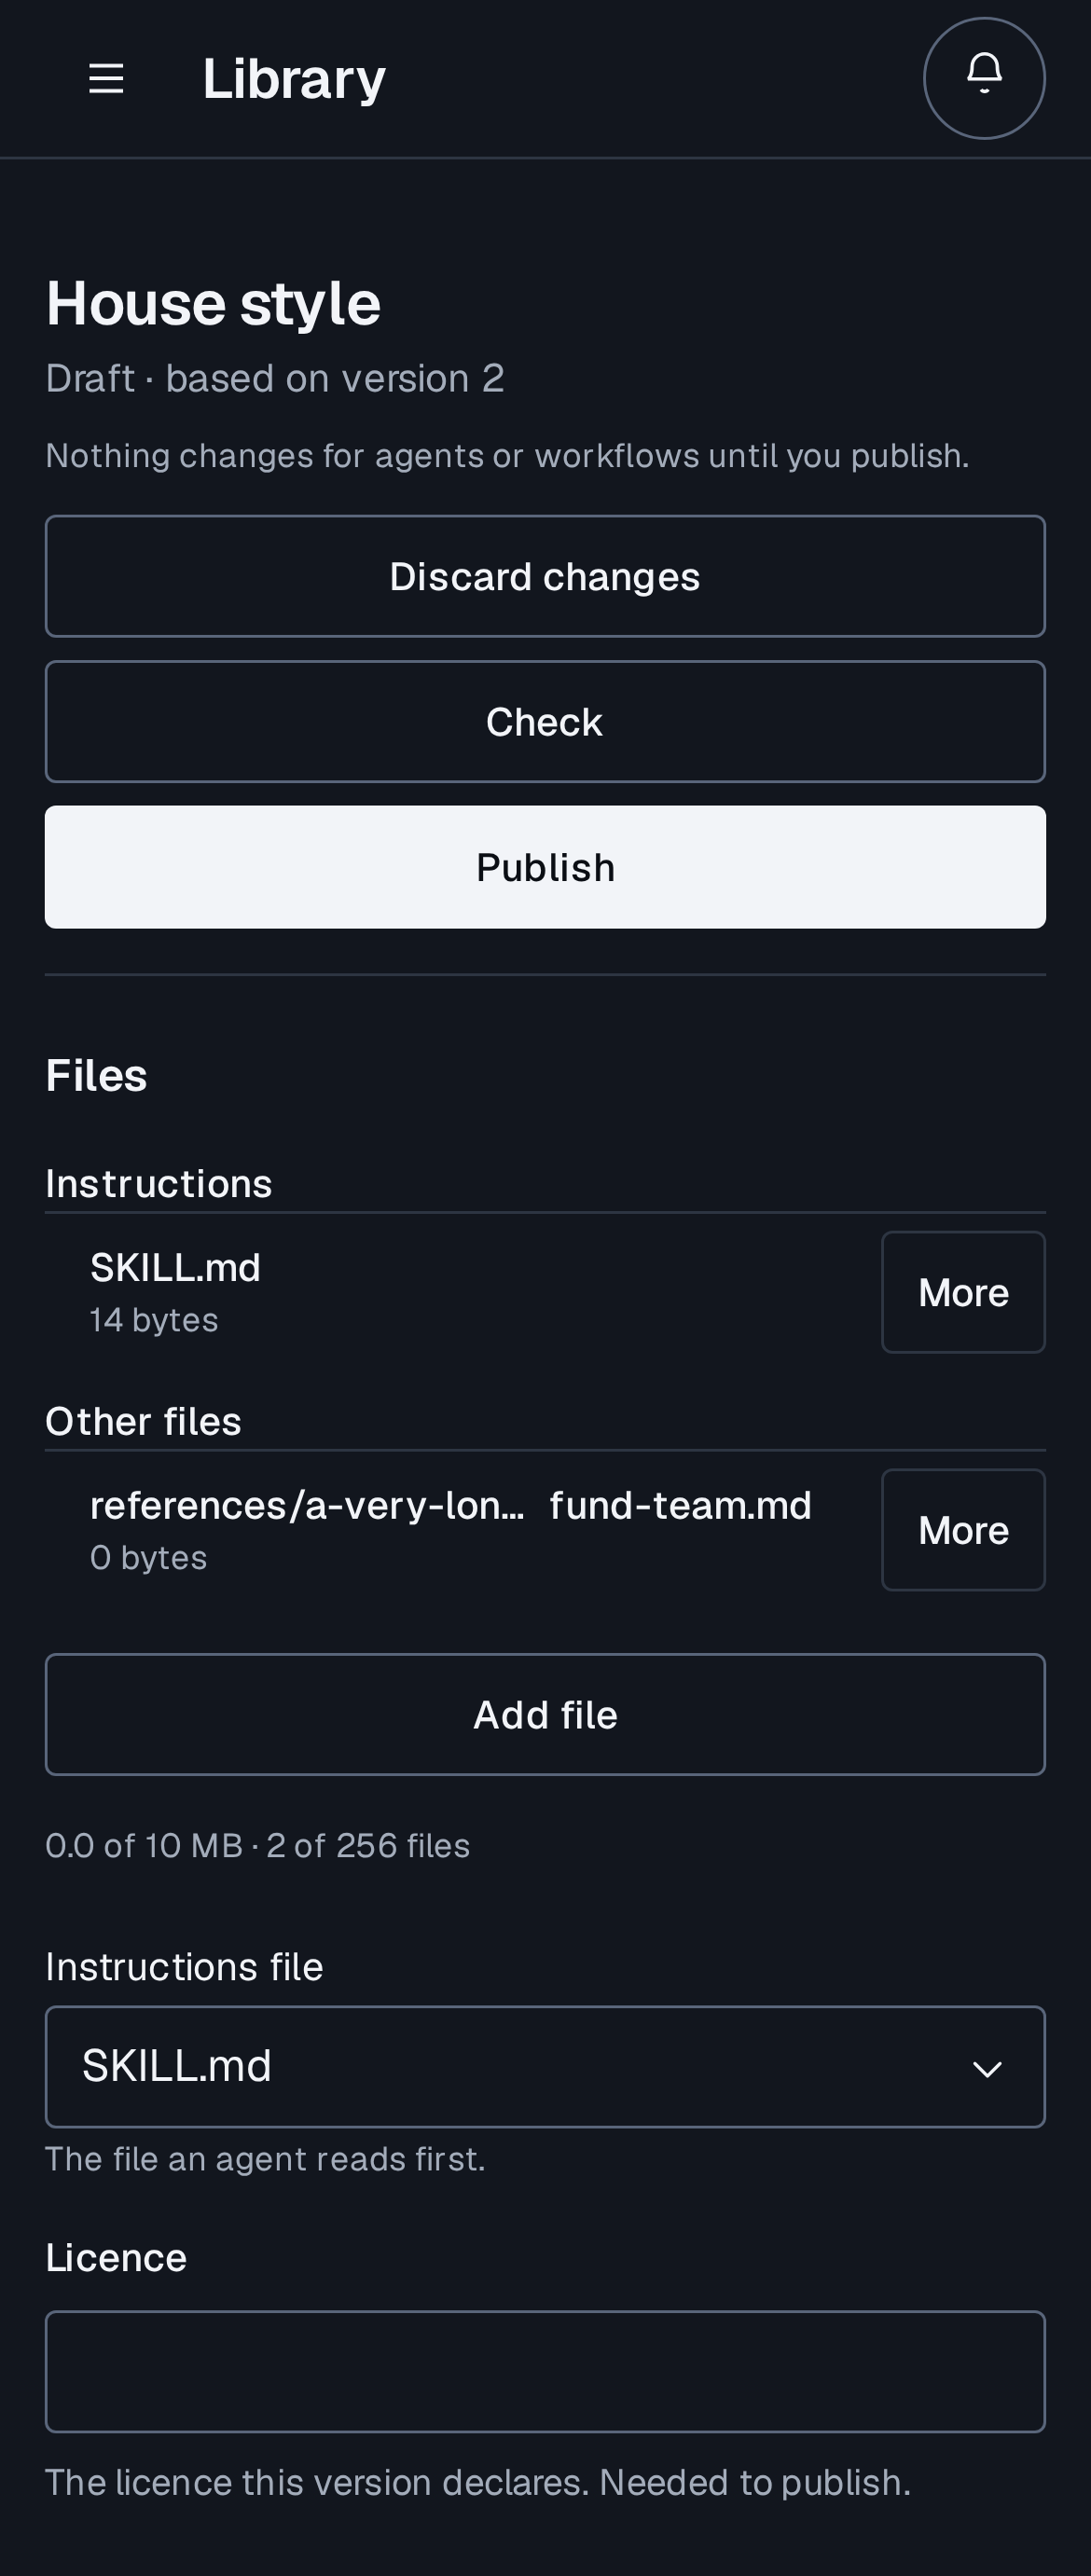 Library
House style
Draft · based on version 2
Nothing changes for agents or workflows until you publish.
Discard changes
Check
Publish
Files
Instructions
SKILL.md
14 bytes
More
Other files
references/a-very-lon... fund-team.md
0 bytes
More
Add file
0.0 of 10 MB · 2 of 256 files
Instructions file
SKILL.md
The file an agent reads first.
Licence
The licence this version declares. Needed to publish.